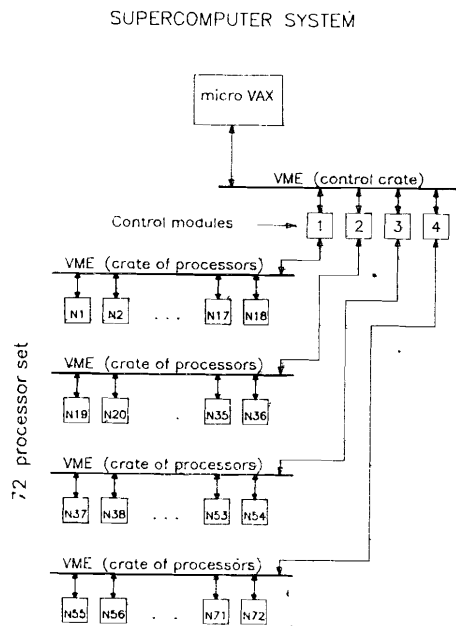 SUPERCOMPUTER SYSTEM
micro VAX
VME (control crate)
Control modules 1 2 3 4
VME (crate of processors)
N1 N2 . . . N17 N18
VME (crate of processors)
N19 N20 . N35 N36
72 processor set
VME (crate of processors)
N37 N38 . . . N53 N54
VME (crate of processors)
N55 N56 . . . N71 N72